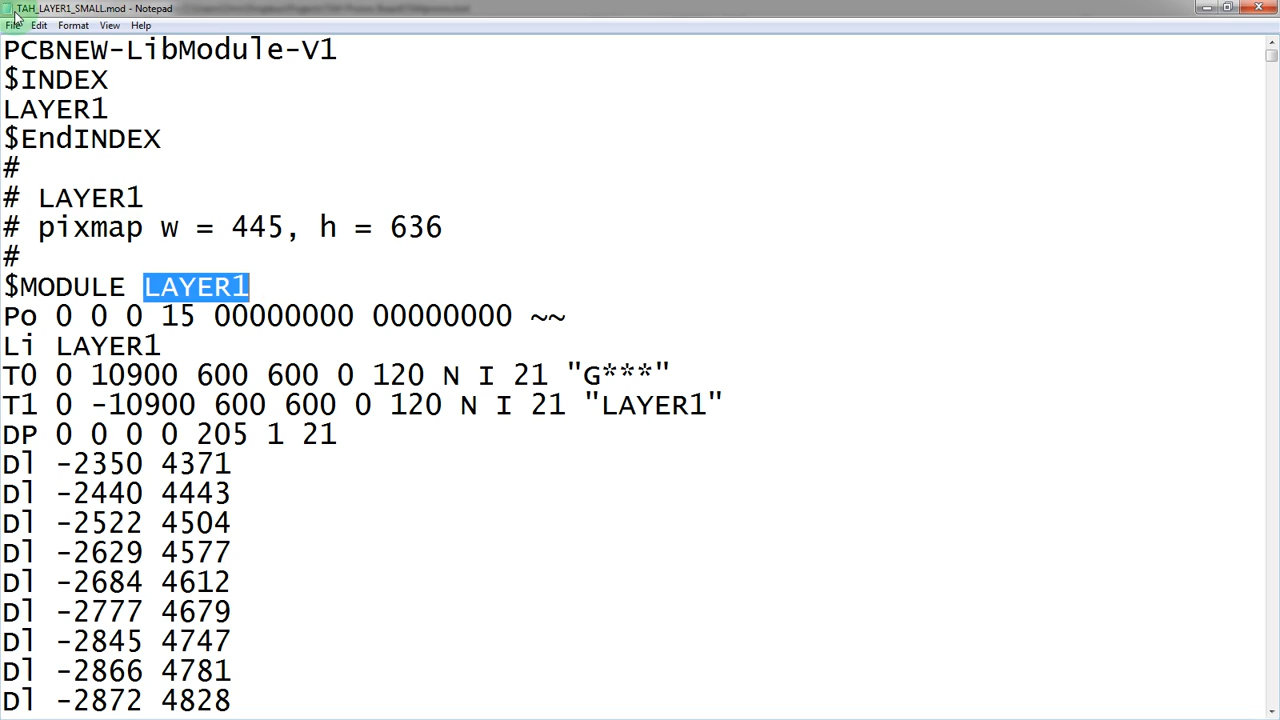 TAH_LAYER1_SMALL.mod - Notepad
File Edit Format View Help
PCBNEW-LibModule-V1
$INDEX
LAYER1
$EndINDEX
#
# LAYER1
# pixmap w = 445, h = 636
#
$MODULE LAYER1
Po 0 0 0 15 00000000 00000000 ~~
Li LAYER1
T0 0 10900 600 600 0 120 N I 21 "G***"
T1 0 -10900 600 600 0 120 N I 21 "LAYER1"
DP 0 0 0 0 205 1 21
Dl -2350 4371
Dl -2440 4443
Dl -2522 4504
Dl -2629 4577
Dl -2684 4612
Dl -2777 4679
Dl -2845 4747
Dl -2866 4781
Dl -2872 4828